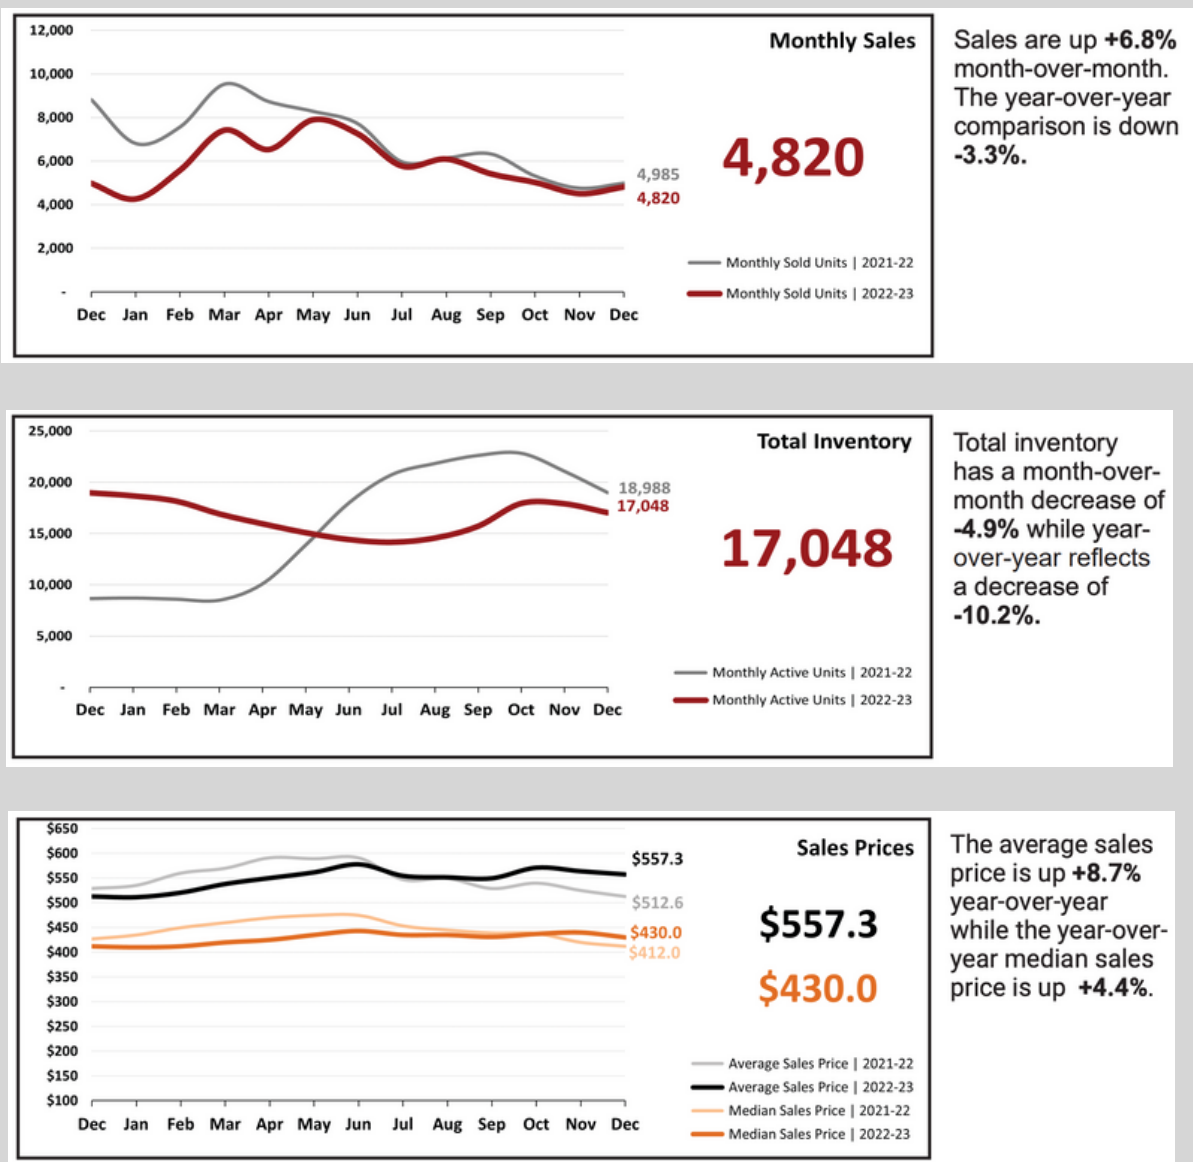 12,000
10,000
8,000
6,000
4,000
2,000
-
Monthly Sales
4,820
4,985
4,820
Monthly Sold Units | 2021-22
Monthly Sold Units | 2022-23
Dec Jan Feb Mar Apr May Jun Jul Aug Sep Oct Nov Dec
Sales are up +6.8%
month-over-month.
The year-over-year
comparison is down
-3.3%.
25,000
20,000
15,000
10,000
5,000
-
Total Inventory
18,988
17,048
17,048
Monthly Active Units | 2021-22
Monthly Active Units | 2022-23
Dec Jan Feb Mar Apr May Jun Jul Aug Sep Oct Nov Dec
Total inventory
has a month-over-
month decrease of
-4.9% while year-
over-year reflects
a decrease of
-10.2%.
$650
$600
$550
$500
$450
$400
$350
$300
$250
$200
$150
$100
Sales Prices
$557.3
$512.6
$430.0
$412.0
$557.3
$430.0
Average Sales Price | 2021-22
Average Sales Price | 2022-23
Median Sales Price | 2021-22
Median Sales Price | 2022-23
Dec Jan Feb Mar Apr May Jun Jul Aug Sep Oct Nov Dec
The average sales
price is up +8.7%
year-over-year
while the year-over-
year median sales
price is up +4.4%.